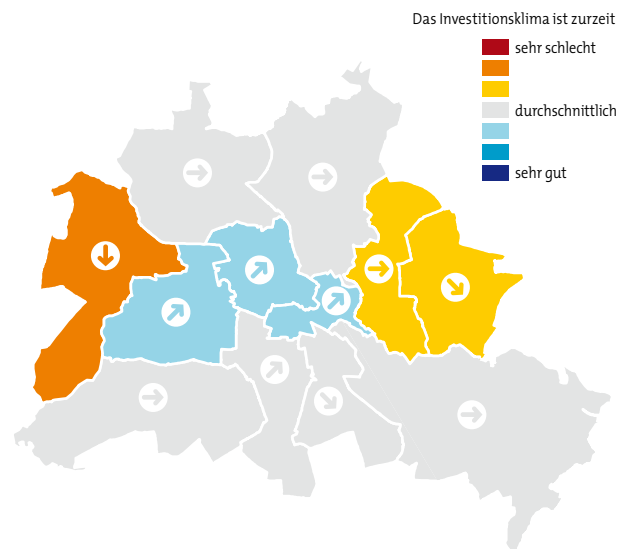 Das Investitionsklima ist zurzeit
sehr schlecht
durchschnittlich
sehr gut